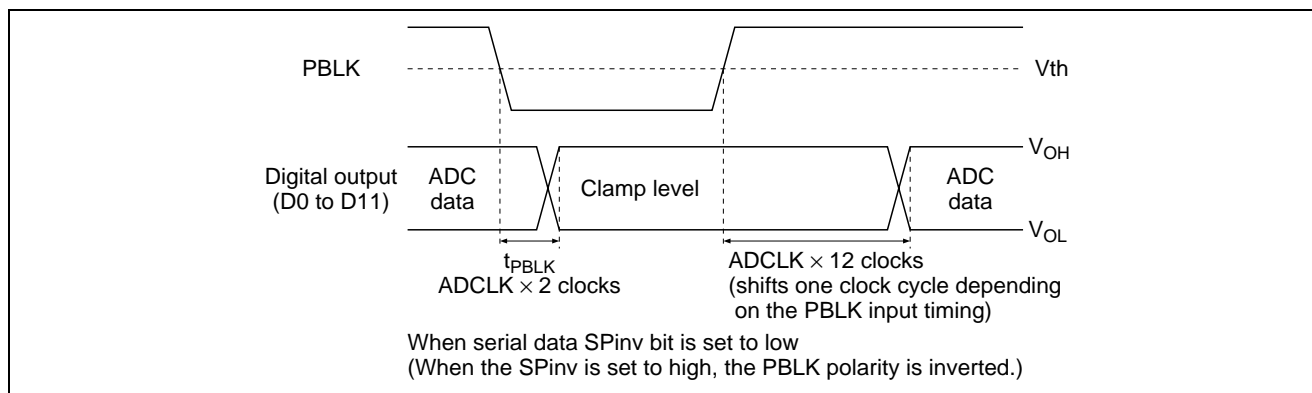 PBLK
Vth
Digital output
(D0 to D11)
ADC
data
Clamp level
ADC
data
VOH
VOL
tPBLK
ADCLK × 2 clocks
ADCLK × 12 clocks
(shifts one clock cycle depending
on the PBLK input timing)
When serial data SPinv bit is set to low
(When the SPinv is set to high, the PBLK polarity is inverted.)